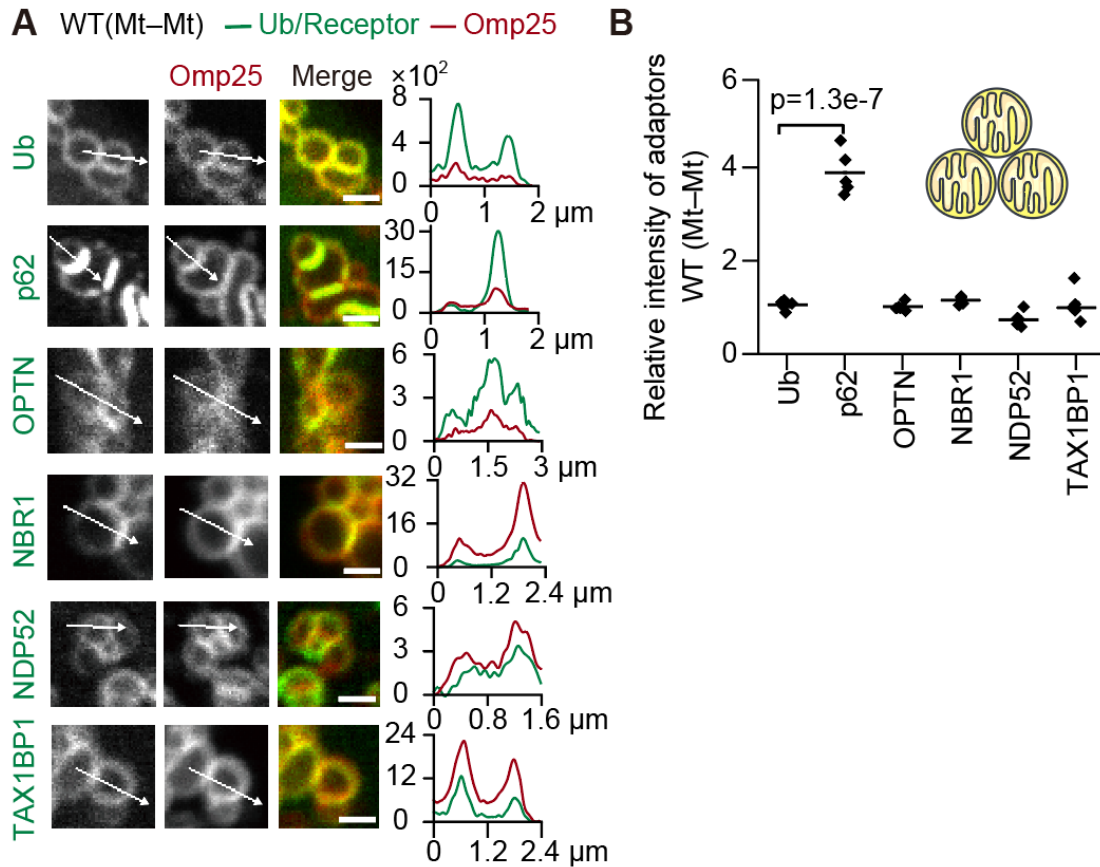 A WT(Mt–Mt) Ub/Receptor Omp25
Omp25 Merge ×10²
Ub
8
4
0
0 1 2 μm
p62
30
15
0
0 1 2 μm
OPTN
6
3
0
0 1.5 3 μm
NBR1
32
16
0
0 1.2 2.4 μm
NDP52
6
3
0
0 0.8 1.6 μm
TAX1BP1
24
12
0
0 1.2 2.4 μm
B
Relative intensity of adaptors
WT (Mt–Mt)
6
4
2
0
p=1.3e-7
Ub
p62
OPTN
NBR1
NDP52
TAX1BP1